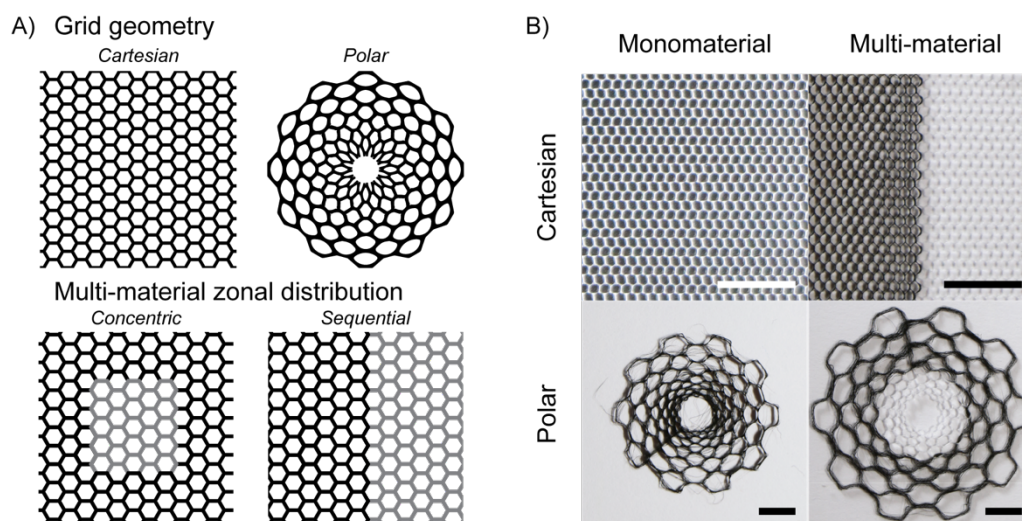 A) Grid geometry
Cartesian Polar
Multi-material zonal distribution
Concentric Sequential
B)
Monomaterial Multi-material
Cartesian
Polar